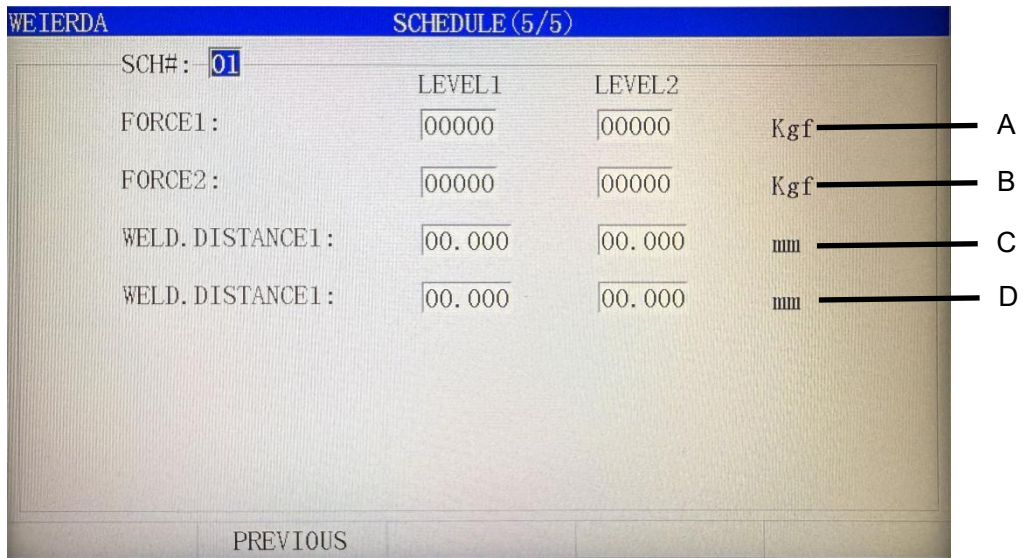 WEIERDA SCHEDULE(5/5)
SCH#: 01
LEVEL1 LEVEL2
FORCE1: 00000 00000 Kgf A
FORCE2: 00000 00000 Kgf B
WELD.DISTANCE1: 00.000 00.000 mm C
WELD.DISTANCE1: 00.000 00.000 mm D
PREVIOUS